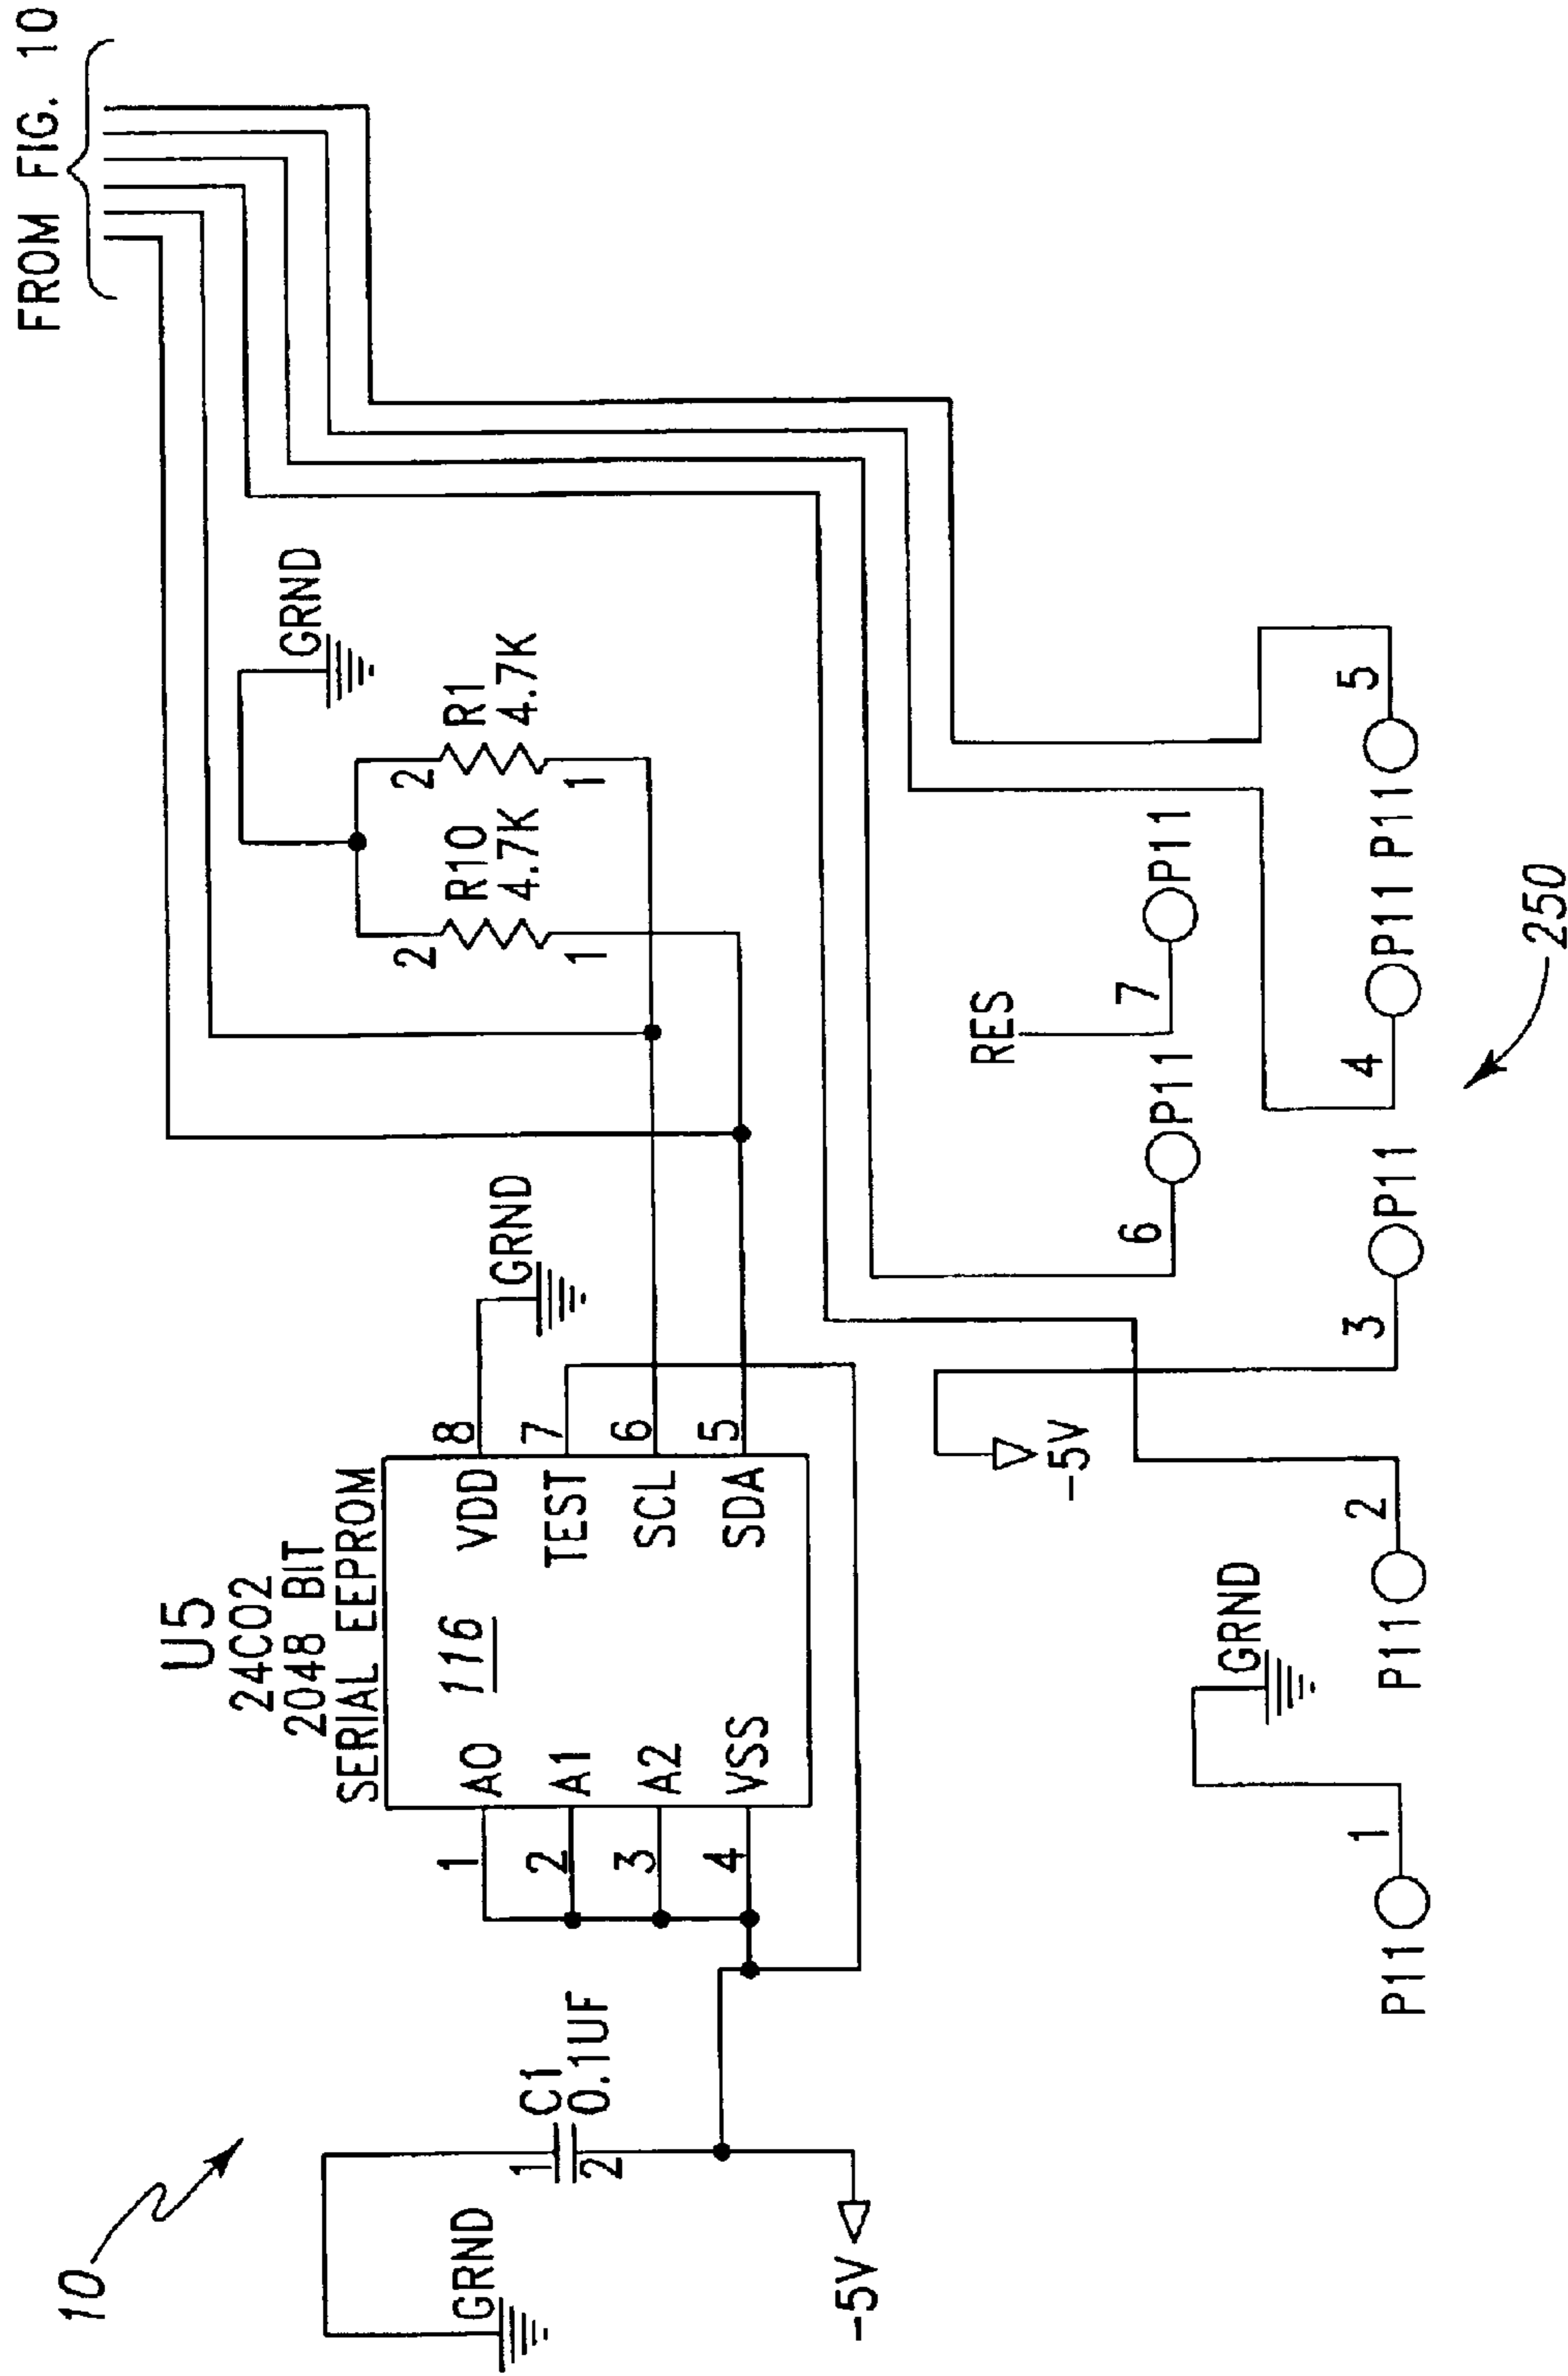 FROM FIG. 10
10
U5
24C02
2048 BIT
SERIAL EEPROM
116
1 A0
2 A1
3 A2
4 VSS
VDD 8
TEST 7
SCL 6
SDA 5
GRND
GRND
C1
0.1UF
1
2
-5V
GRND
GRND
R10
4.7K
2
1
R1
4.7K
2
1
RES
6 P11
7 P11
-5V
GRND
P11 1
P11 2
3 P11
4 P11
P11 5
250